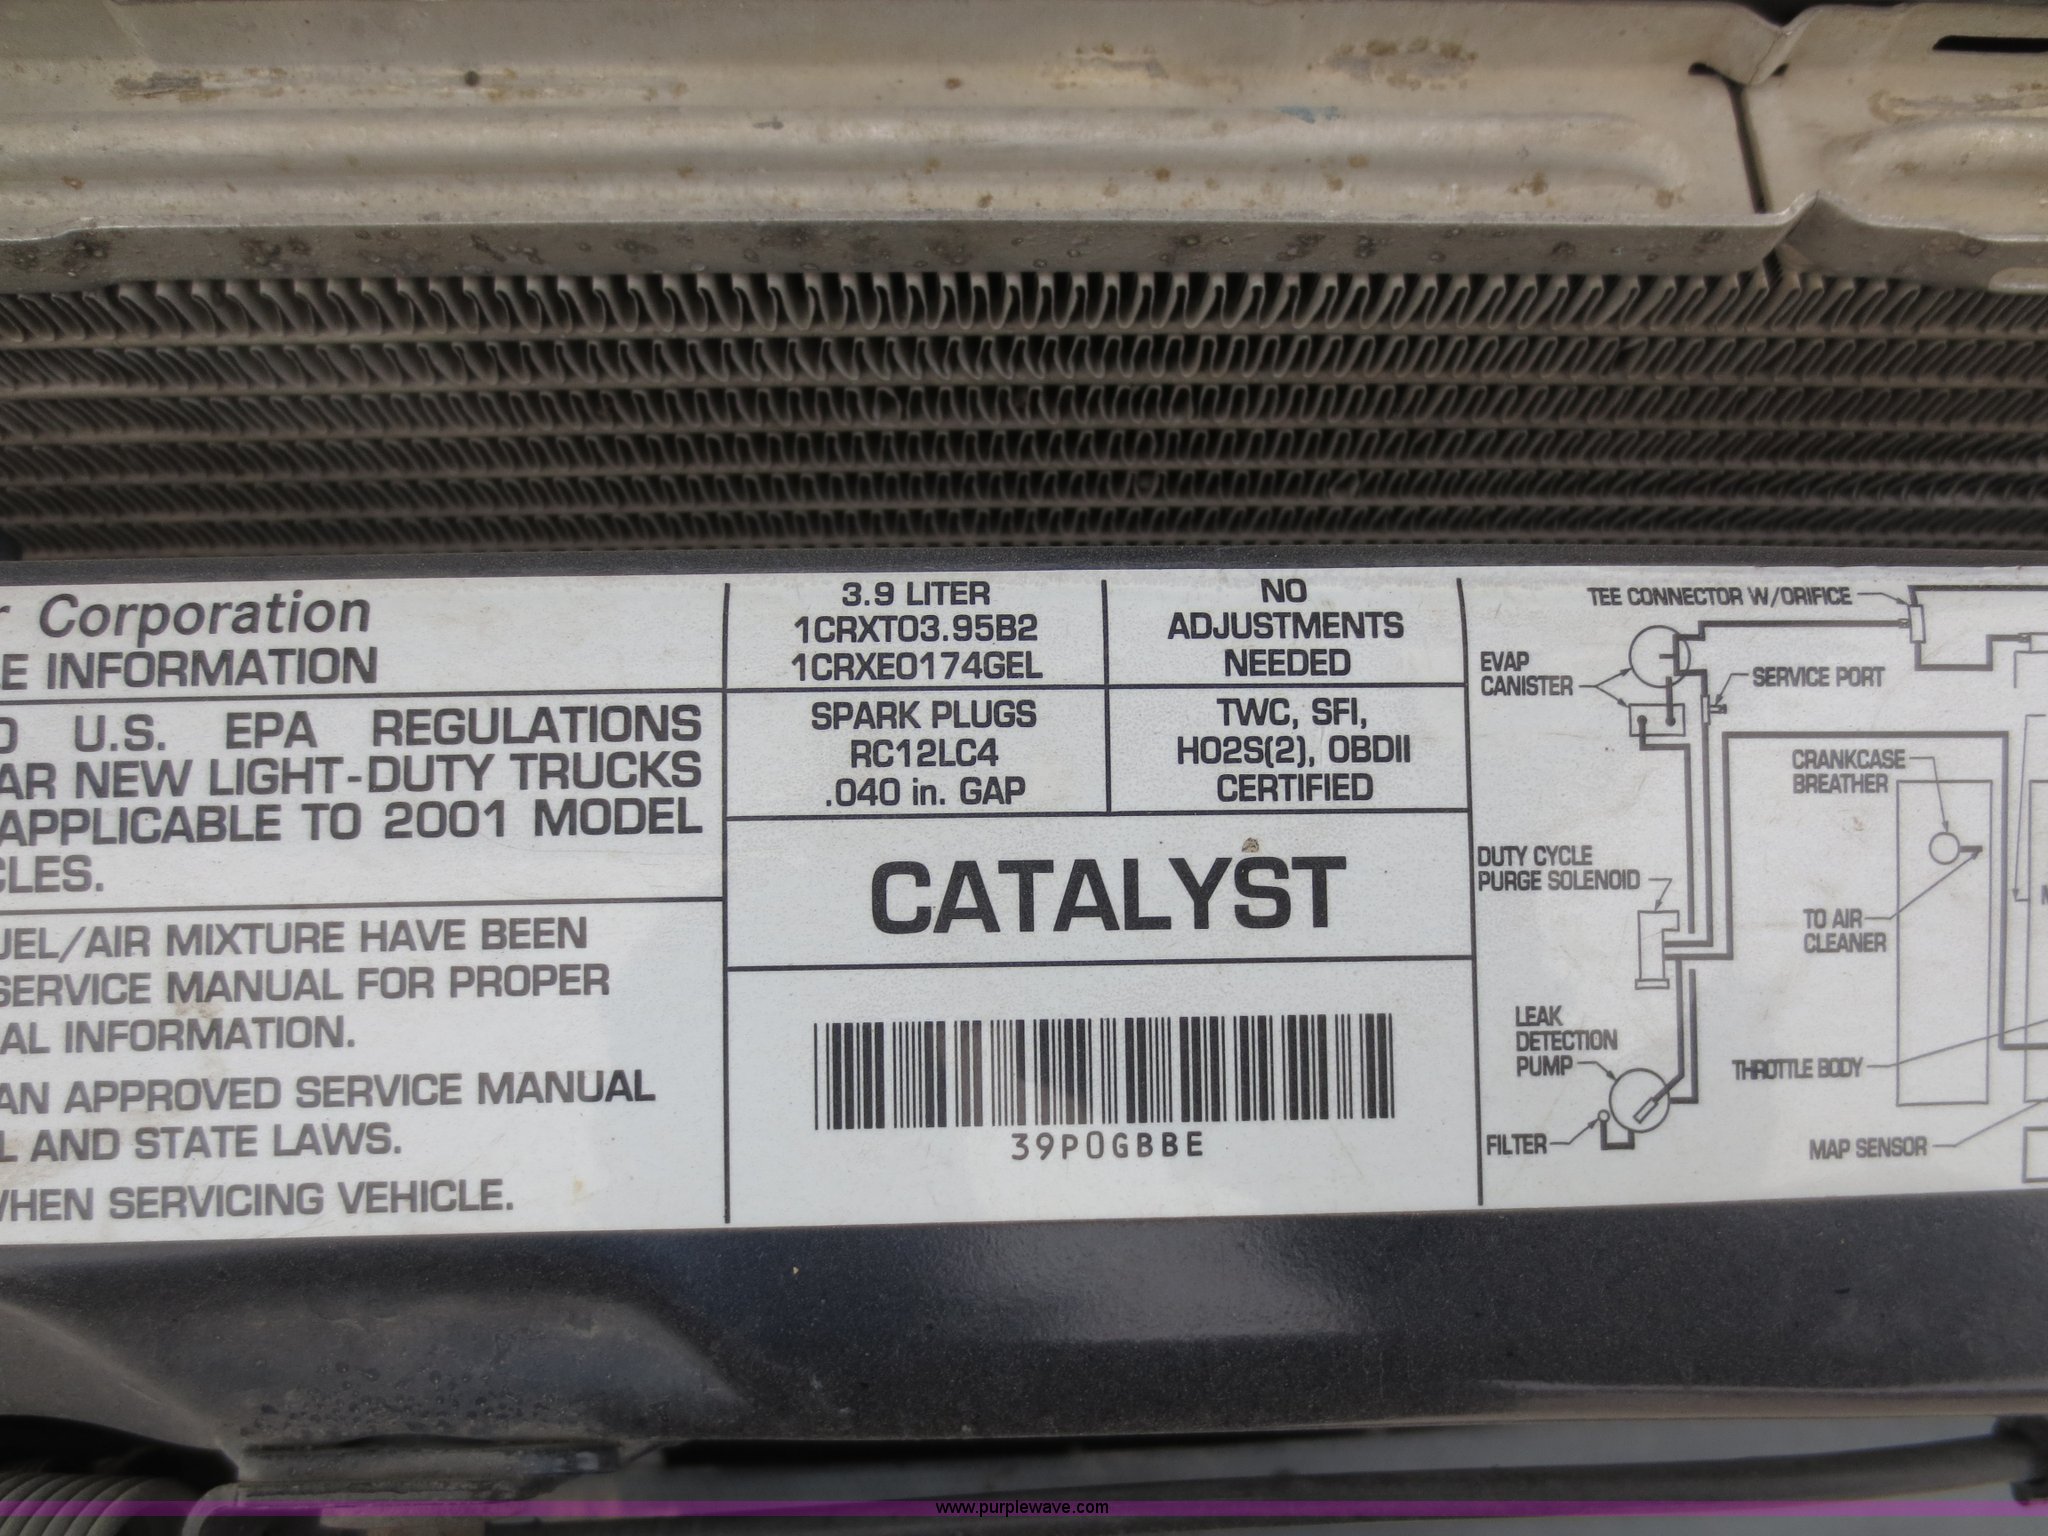 r Corporation
LE INFORMATION
U.S. EPA REGULATIONS
AR NEW LIGHT-DUTY TRUCKS
APPLICABLE TO 2001 MODEL
CLES.
UEL/AIR MIXTURE HAVE BEEN
SERVICE MANUAL FOR PROPER
AL INFORMATION.
AN APPROVED SERVICE MANUAL
L AND STATE LAWS.
WHEN SERVICING VEHICLE.
3.9 LITER
1CRXT03.95B2
1CRXE0174GEL
NO
ADJUSTMENTS
NEEDED
SPARK PLUGS
RC12LC4
.040 in. GAP
TWC, SFI,
HO2S(2), OBDII
CERTIFIED
CATALYST
39P0GBBE
TEE CONNECTOR W/ORIFICE
EVAP
CANISTER
SERVICE PORT
CRANKCASE
BREATHER
DUTY CYCLE
PURGE SOLENOID
TO AIR
CLEANER
LEAK
DETECTION
PUMP
THROTTLE BODY
FILTER
MAP SENSOR
www.purplewave.com